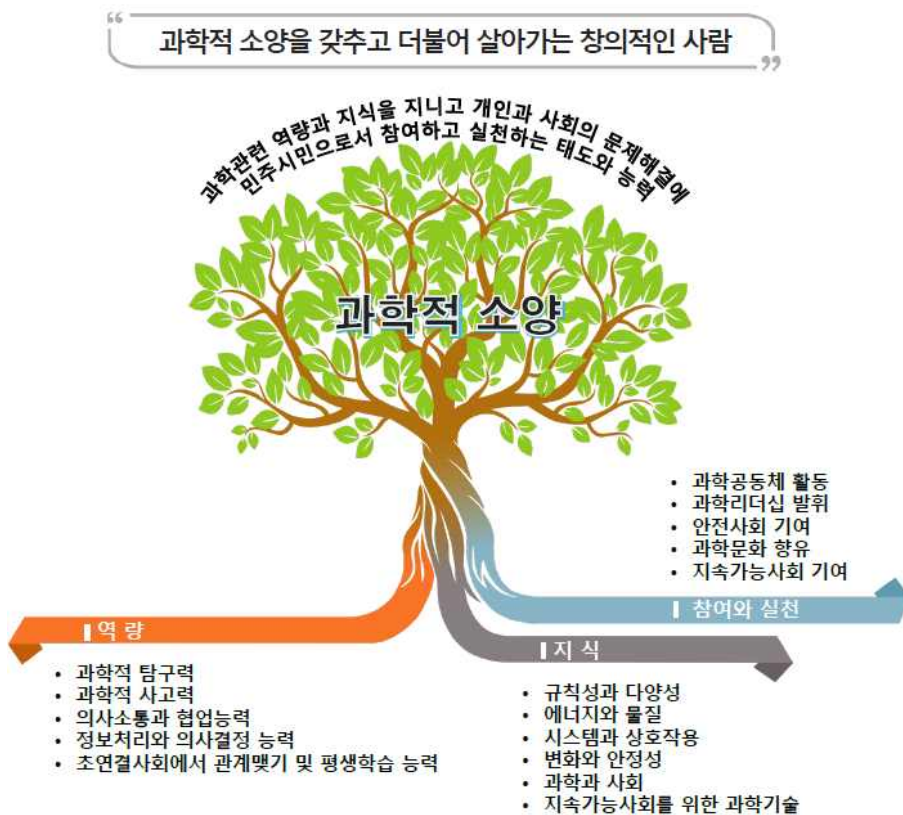 “
과학적 소양을 갖추고 더불어 살아가는 창의적인 사람
”
과학관련 역량과 지식을 지니고 개인과 사회의 문제해결에
민주시민으로서 참여하고 실천하는 태도와 능력
과학적 소양
• 과학공동체 활동
• 과학리더십 발휘
• 안전사회 기여
• 과학문화 향유
• 지속가능사회 기여
참여와 실천
역 량
• 과학적 탐구력
• 과학적 사고력
• 의사소통과 협업능력
• 정보처리와 의사결정 능력
• 초연결사회에서 관계맺기 및 평생학습 능력
지 식
• 규칙성과 다양성
• 에너지와 물질
• 시스템과 상호작용
• 변화와 안정성
• 과학과 사회
• 지속가능사회를 위한 과학기술